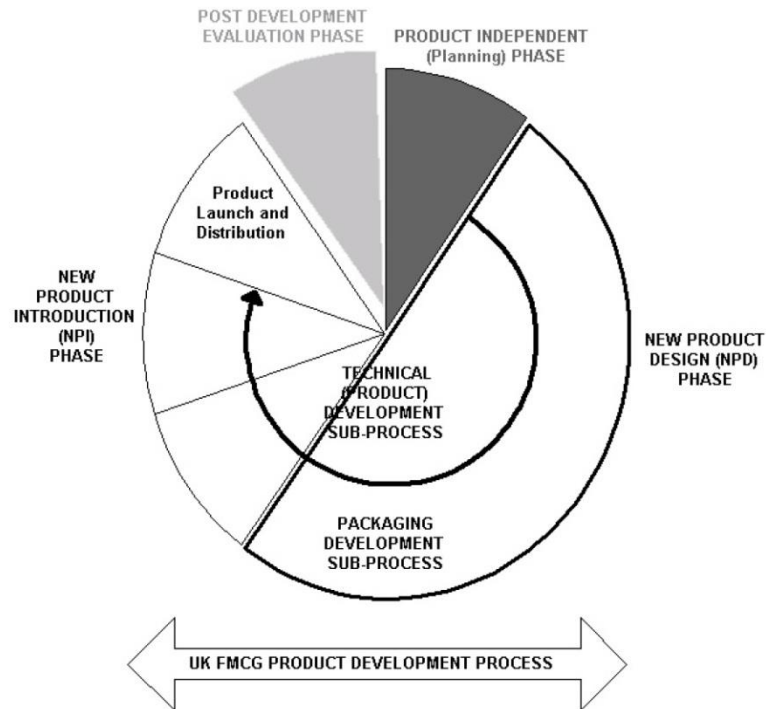 POST DEVELOPMENT
EVALUATION PHASE
PRODUCT INDEPENDENT
(Planning) PHASE
Product
Launch and
Distribution
NEW
PRODUCT
INTRODUCTION
(NPI)
PHASE
NEW PRODUCT
DESIGN (NPD)
PHASE
TECHNICAL
(PRODUCT)
DEVELOPMENT
SUB-PROCESS
PACKAGING
DEVELOPMENT
SUB-PROCESS
UK FMCG PRODUCT DEVELOPMENT PROCESS